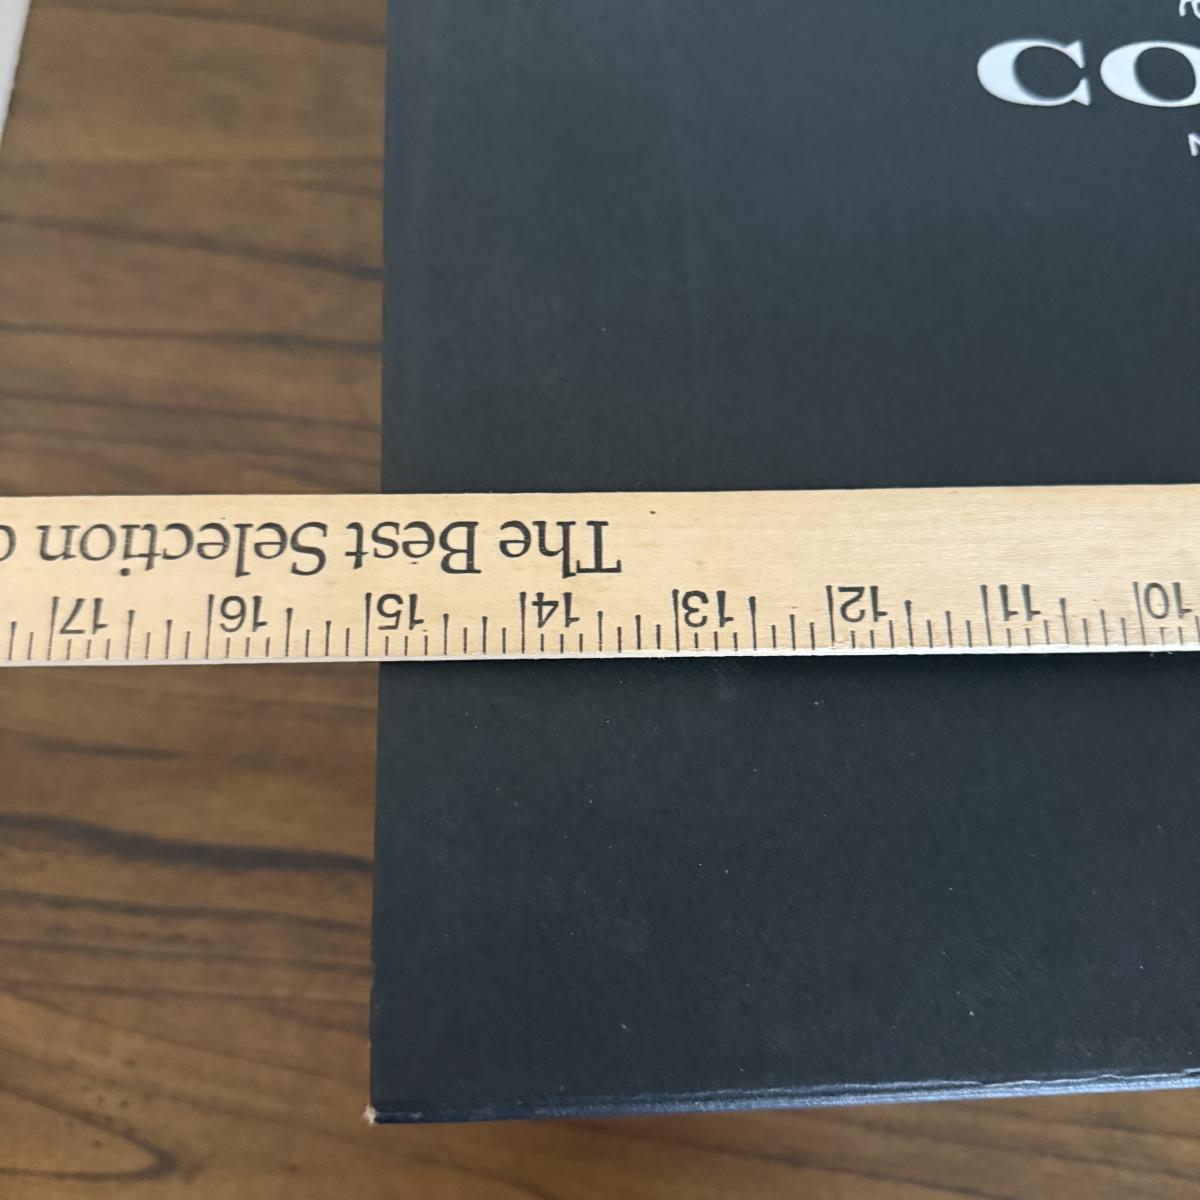 CO
The Best Selection
10 11 12 13 14 15 16 17